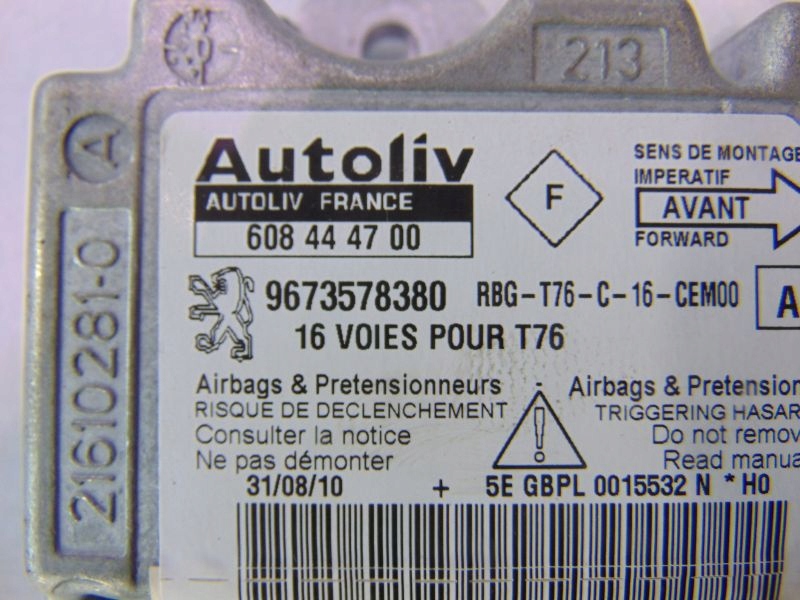 213
A
21610281-0
Autoliv
AUTOLIV FRANCE
608 44 47 00
F
SENS DE MONTAGE
IMPERATIF
AVANT
FORWARD
9673578380 RBG-T76-C-16-CEM00
A
16 VOIES POUR T76
Airbags & Pretensionneurs - Airbags & Pretension
RISQUE DE DECLENCHEMENT TRIGGERING HASAR
Consulter la notice Do not remov
Ne pas démonter Read manua
31/08/10 + 5E GBPL 0015532 N * H0